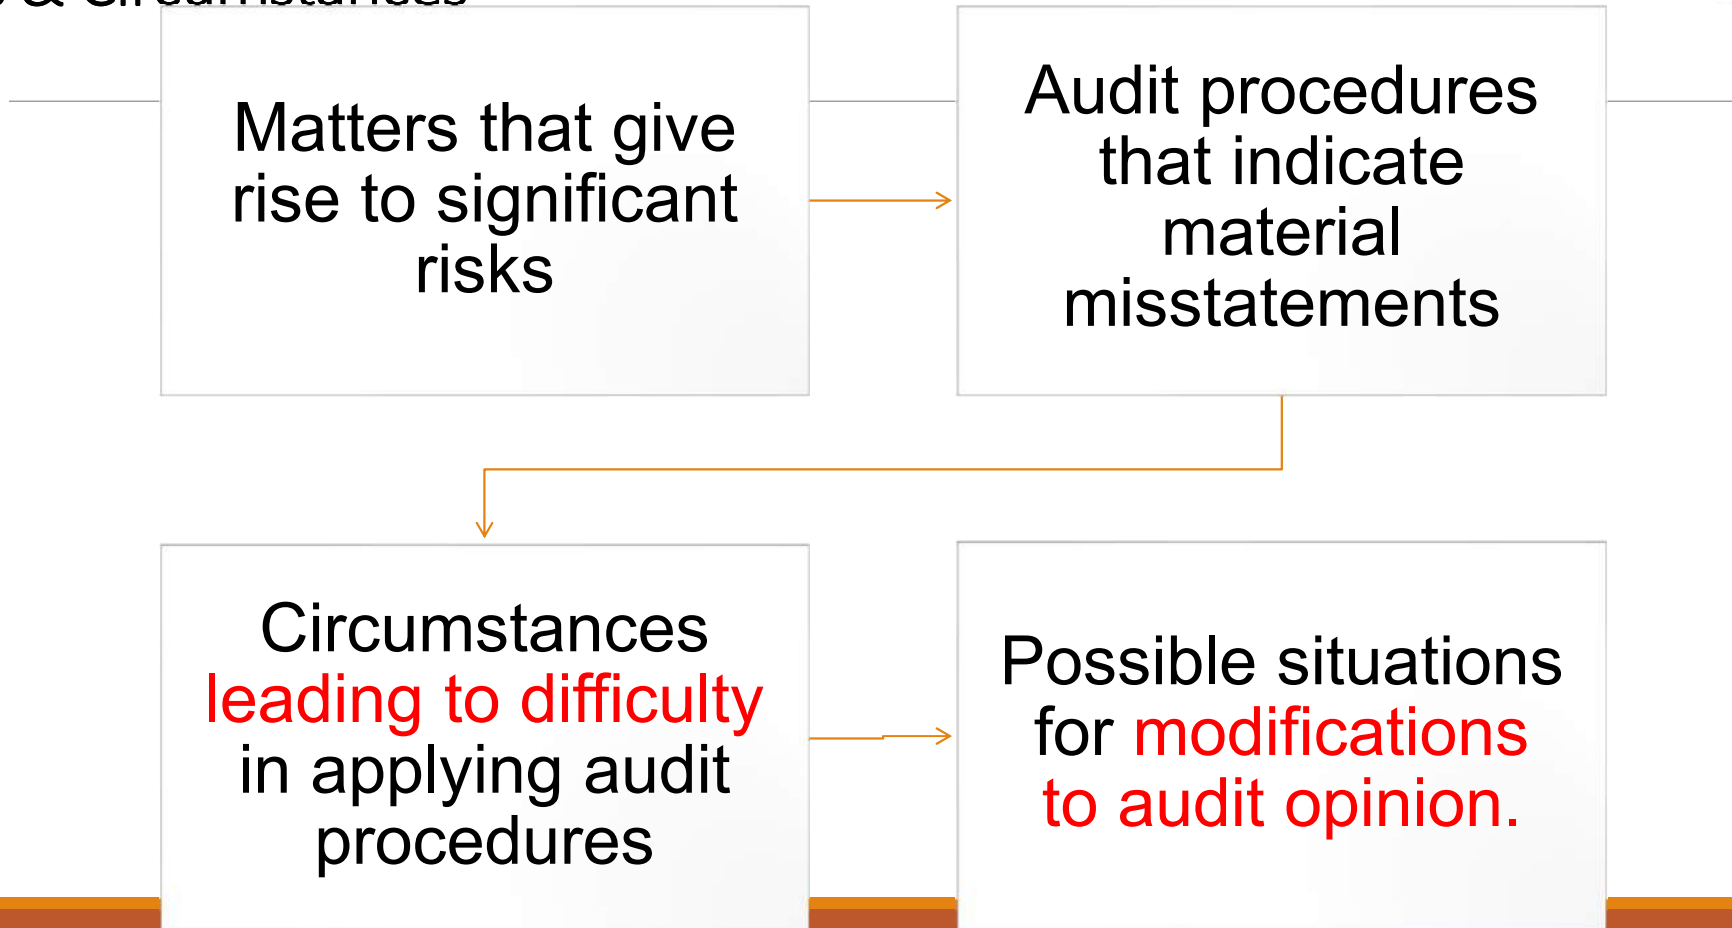 & Circumstances
Matters that give
rise to significant
risks
Audit procedures
that indicate
material
misstatements
Circumstances
leading to difficulty
in applying audit
procedures
Possible situations
for modifications
to audit opinion.